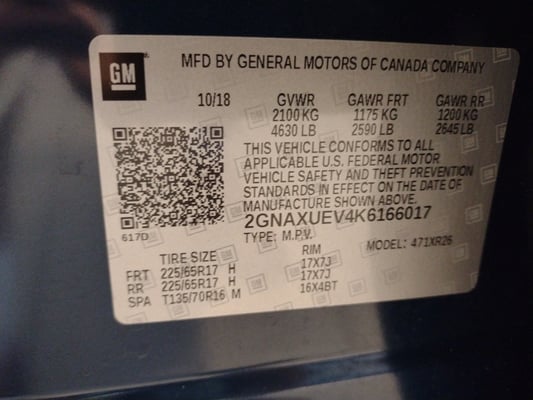 GM
MFD BY GENERAL MOTORS OF CANADA COMPANY
10/18 GVWR GAWR FRT GAWR RR
2100 KG 1175 KG 1200 KG
4630 LB 2590 LB 2645 LB
THIS VEHICLE CONFORMS TO ALL
APPLICABLE U.S. FEDERAL MOTOR
VEHICLE SAFETY AND THEFT PREVENTION
STANDARDS IN EFFECT ON THE DATE OF
MANUFACTURE SHOWN ABOVE.
2GNAXUEV4K6166017
617D
TYPE: M.P.V. MODEL: 471XR26
TIRE SIZE RIM
FRT 225/65R17 H 17X7J
RR 225/65R17 H 17X7J
SPA T135/70R16 M 16X4BT